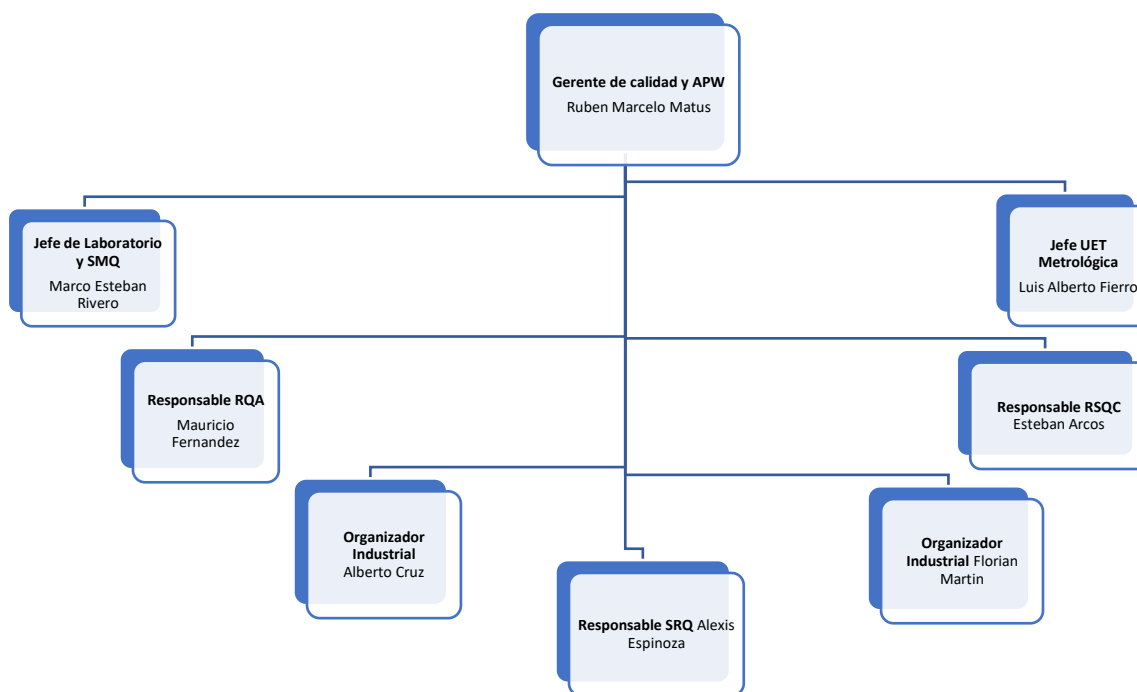 Gerente de calidad y APW
Ruben Marcelo Matus
Jefe de Laboratorio
y SMQ
Marco Esteban
Rivero
Jefe UET
Metrológica
Luis Alberto Fierro
Responsable RQA
Mauricio
Fernandez
Responsable RSQC
Esteban Arcos
Organizador
Industrial
Alberto Cruz
Organizador
Industrial Florian
Martin
Responsable SRQ Alexis
Espinoza